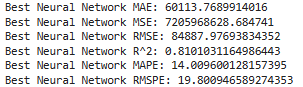 Best Neural Network MAE: 60113.7689914016
Best Neural Network MSE: 7205968628.684741
Best Neural Network RMSE: 84887.97693834352
Best Neural Network R^2: 0.8101031164986443
Best Neural Network MAPE: 14.009600128157395
Best Neural Network RMSPE: 19.800946589274353